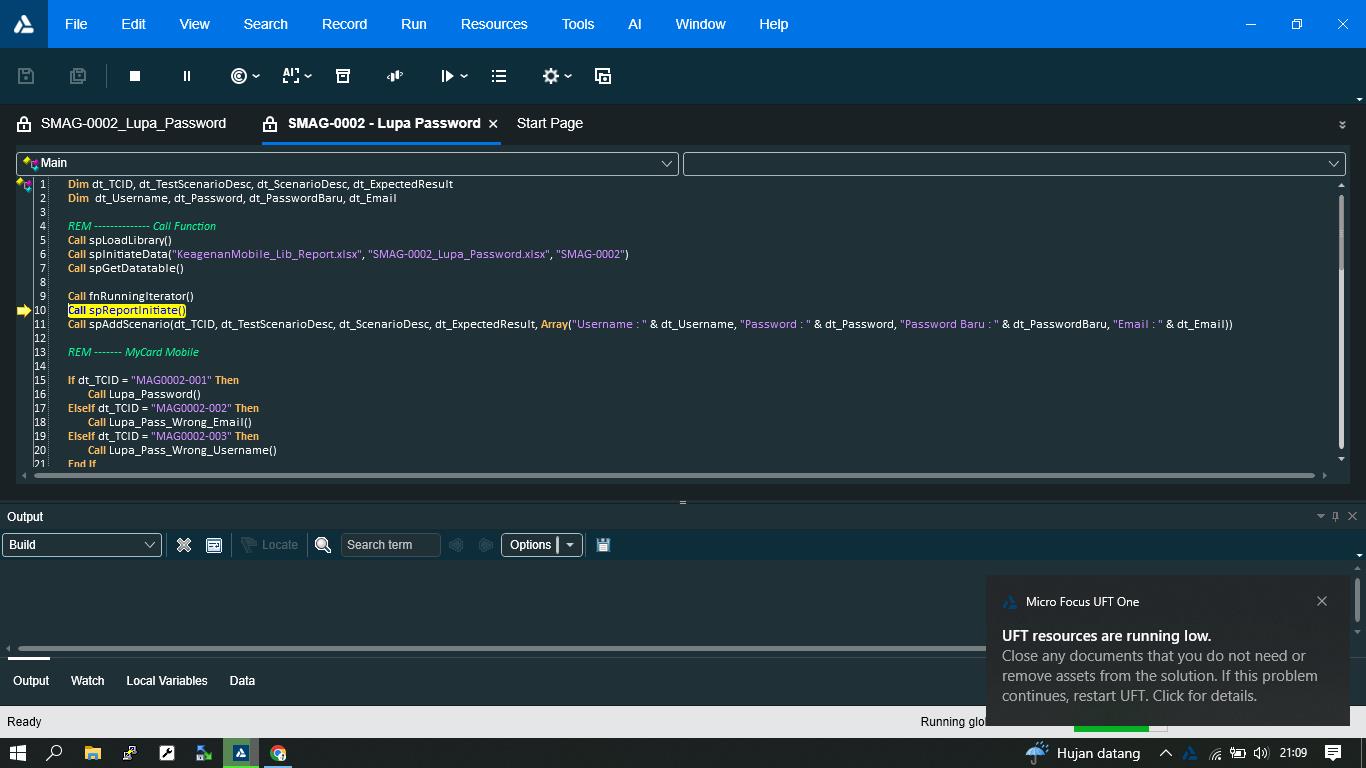 File Edit View Search Record Run Resources Tools AI Window Help
SMAG-0002_Lupa_Password SMAG-0002 - Lupa Password Start Page
Main
1 Dim dt_TCID, dt_TestScenarioDesc, dt_ScenarioDesc, dt_ExpectedResult
2 Dim dt_Username, dt_Password, dt_PasswordBaru, dt_Email
3
4 REM -------------- Call Function
5 Call spLoadLibrary()
6 Call spInitiateData("KeagenanMobile_Lib_Report.xlsx", "SMAG-0002_Lupa_Password.xlsx", "SMAG-0002")
7 Call spGetDatatable()
8
9 Call fnRunningIterator()
10 Call spReportInitiate()
11 Call spAddScenario(dt_TCID, dt_TestScenarioDesc, dt_ScenarioDesc, dt_ExpectedResult, Array("Username : " & dt_Username, "Password : " & dt_Password, "Password Baru : " & dt_PasswordBaru, "Email : " & dt_Email))
12
13 REM ------- MyCard Mobile
14
15 If dt_TCID = "MAG0002-001" Then
16 Call Lupa_Password()
17 ElseIf dt_TCID = "MAG0002-002" Then
18 Call Lupa_Pass_Wrong_Email()
19 ElseIf dt_TCID = "MAG0002-003" Then
20 Call Lupa_Pass_Wrong_Username()
21 End If
Output
Build Locate Search term Options
Micro Focus UFT One
UFT resources are running low.
Close any documents that you do not need or
remove assets from the solution. If this problem
continues, restart UFT. Click for details.
Output Watch Local Variables Data
Ready Running glo
Hujan datang 21:09